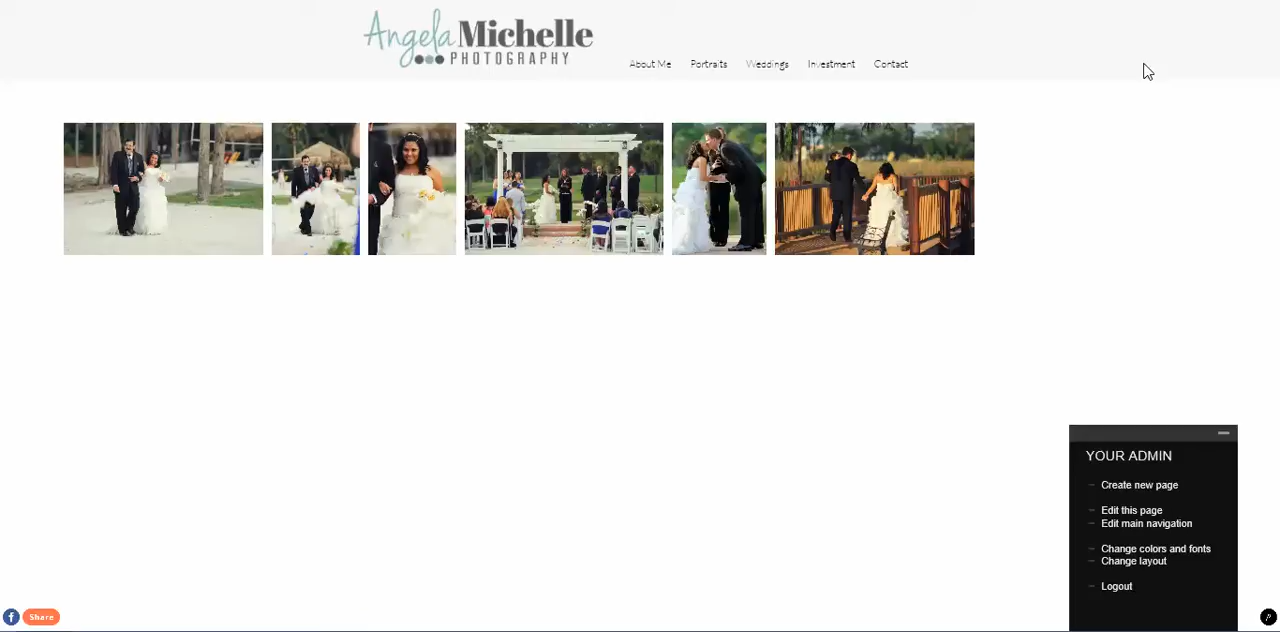 Angela Michelle
PHOTOGRAPHY
About Me Portraits Weddings Investment Contact
YOUR ADMIN
Create new page
Edit this page
Edit main navigation
Change colors and fonts
Change layout
Logout
f Share